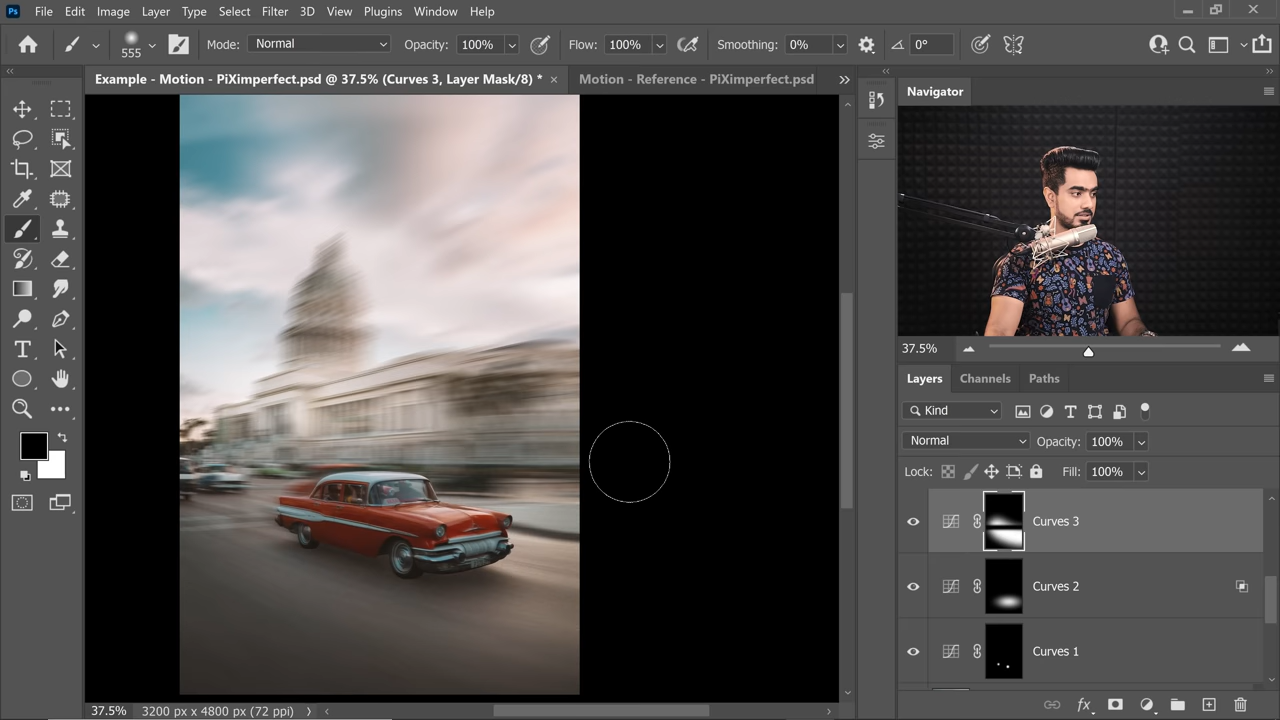 Ps File Edit Image Layer Type Select Filter 3D View Plugins Window Help
555 Mode: Normal Opacity: 100% Flow: 100% Smoothing: 0% 0°
Example - Motion - PiXimperfect.psd @ 37.5% (Curves 3, Layer Mask/8) * × Motion - Reference - PiXimperfect.psd
Navigator
37.5%
Layers Channels Paths
Kind
Normal Opacity: 100%
Lock: Fill: 100%
Curves 3
Curves 2
Curves 1
fx
37.5% 3200 px x 4800 px (72 ppi)